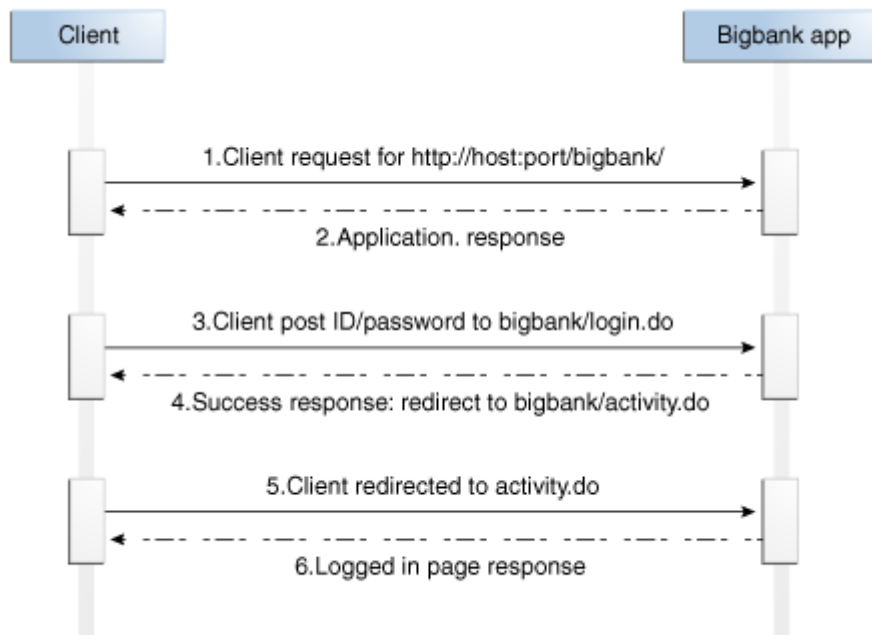 Client
Bigbank app
1.Client request for http://host:port/bigbank/
2.Application. response
3.Client post ID/password to bigbank/login.do
4.Success response: redirect to bigbank/activity.do
5.Client redirected to activity.do
6.Logged in page response